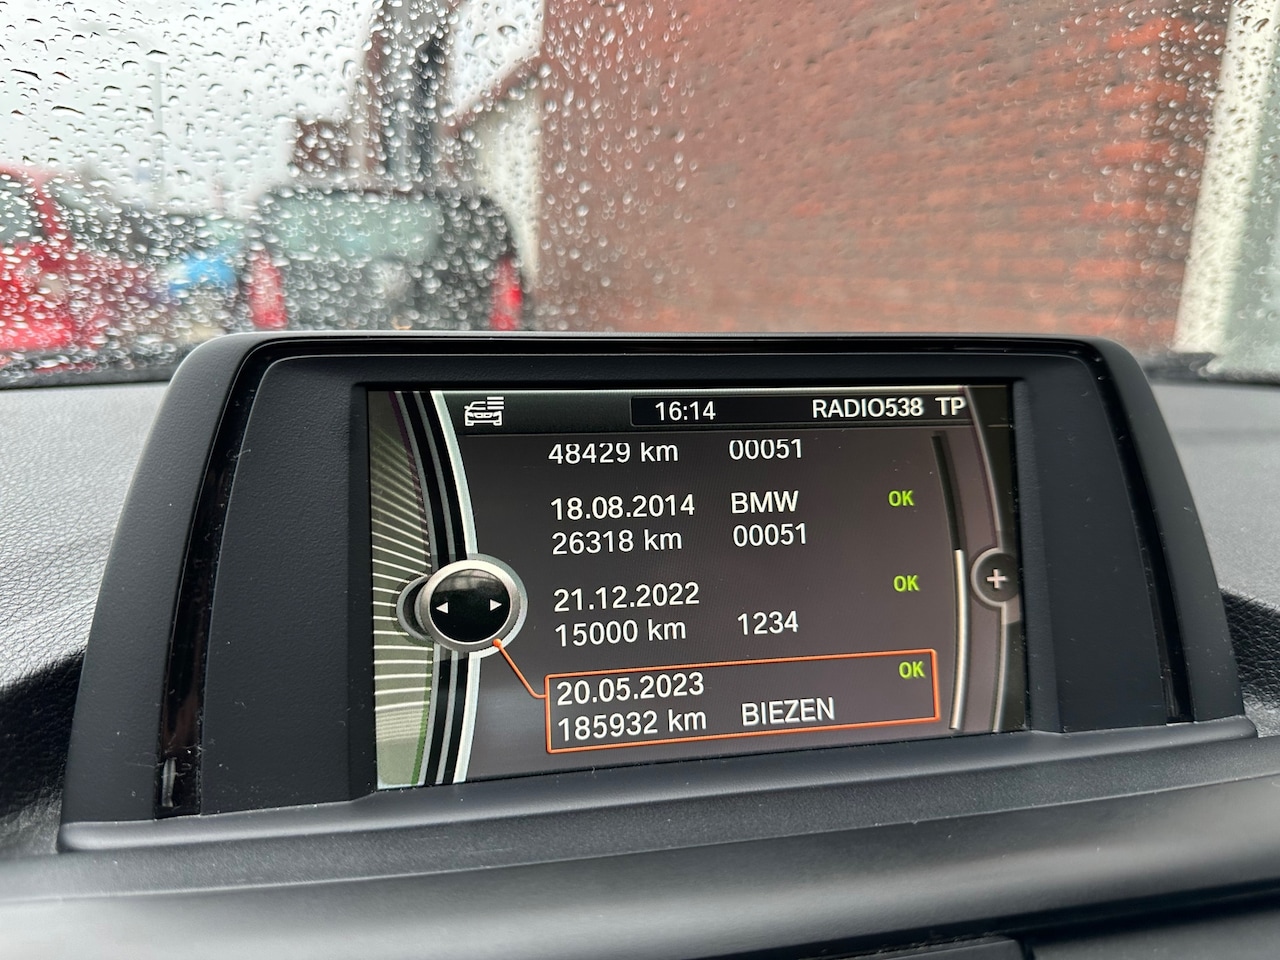 16:14 RADIO538 TP
48429 km 00051
18.08.2014 BMW OK
26318 km 00051
21.12.2022 OK
15000 km 1234
20.05.2023 OK
185932 km BIEZEN
+